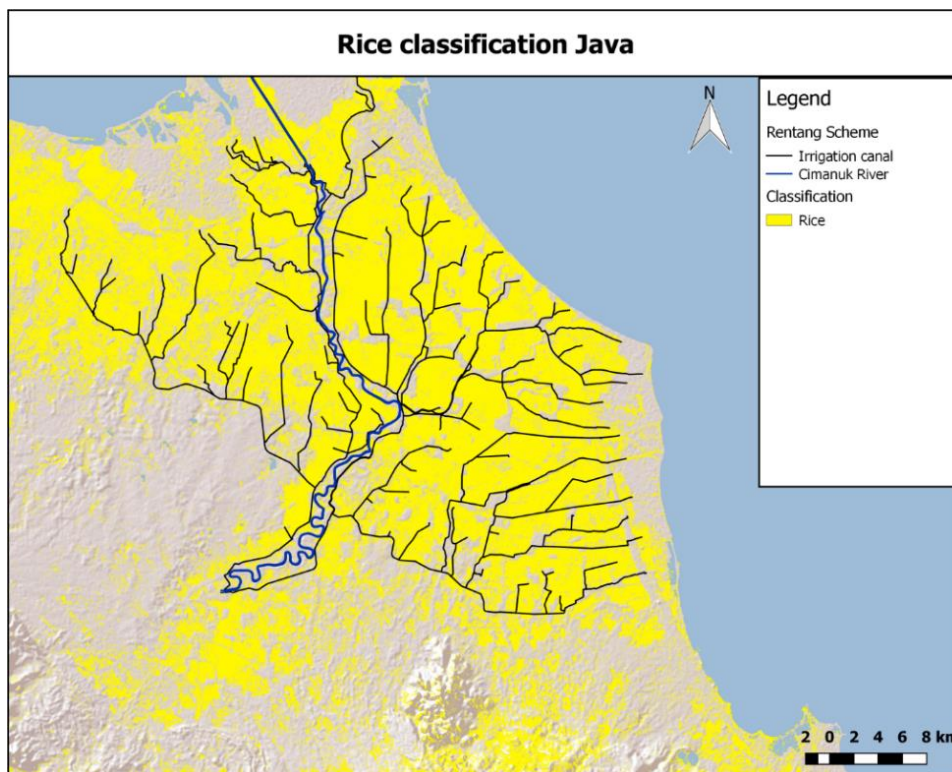 Rice classification Java
N
Legend
Rentang Scheme
Irrigation canal
Cimanuk River
Classification
Rice
2 0 2 4 6 8 km